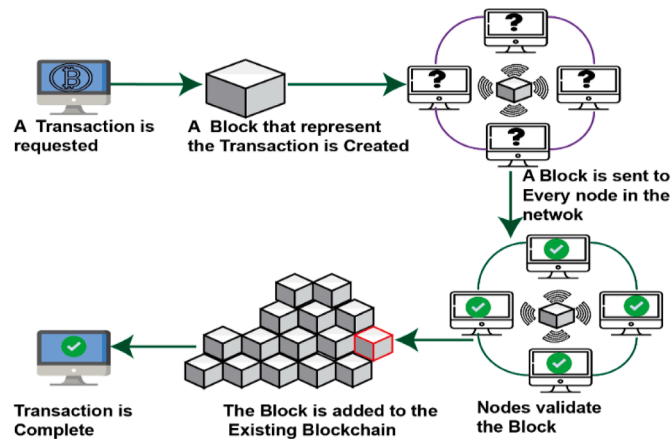 ?
?
?
?
A Transaction is
requested
A Block that represent
the Transaction is Created
A Block is sent to
Every node in the
netwok
Transaction is
Complete
The Block is added to the
Existing Blockchain
Nodes validate
the Block